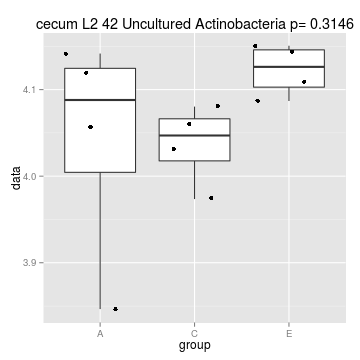 cecum L2 42 Uncultured Actinobacteria p= 0.3146
data
4.1
4.0
3.9
A C E
group